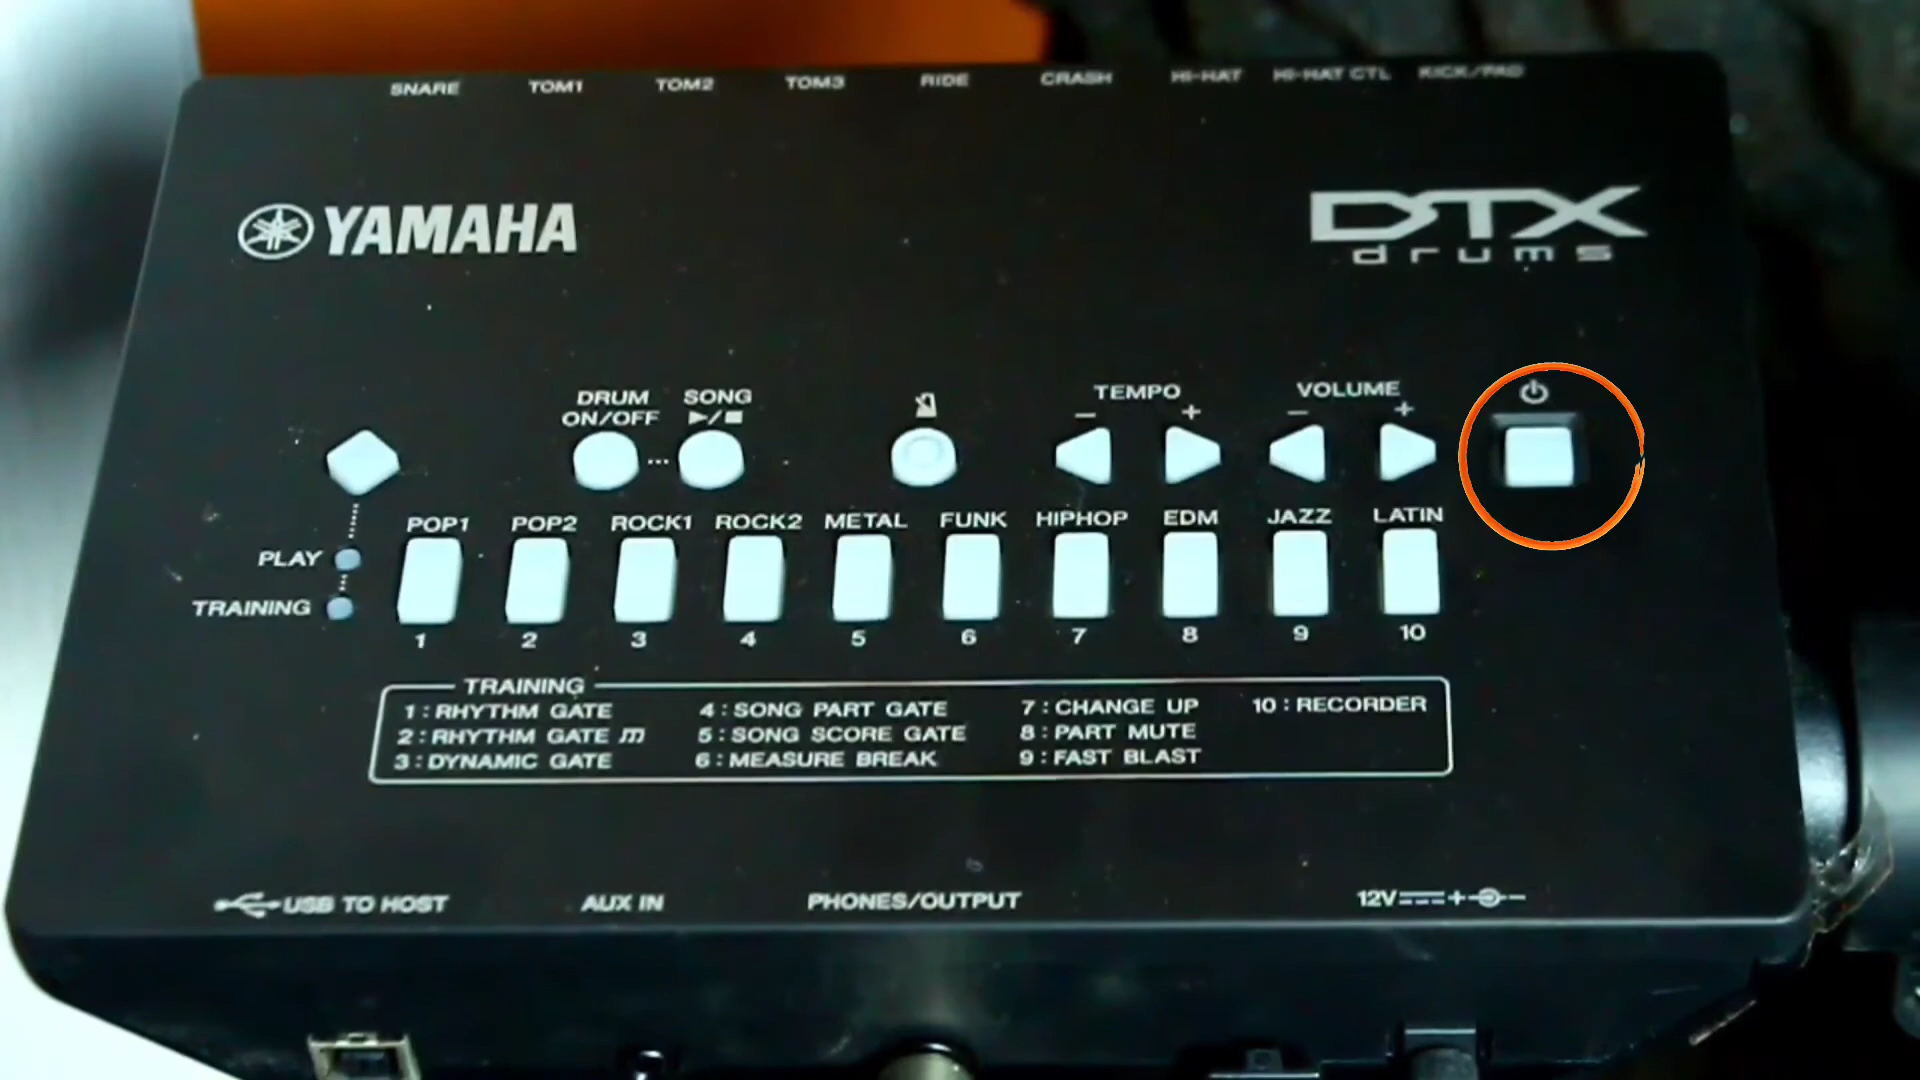 SNARE TOM1 TOM2 TOM3 RIDE CRASH HI-HAT HI-HAT CTL KICK/PAD
YAMAHA
DTX
drums
DRUM ON/OFF
SONG ▶/■
TEMPO
− +
VOLUME
− +
POP1 POP2 ROCK1 ROCK2 METAL FUNK HIPHOP EDM JAZZ LATIN
PLAY
TRAINING
1 2 3 4 5 6 7 8 9 10
TRAINING
1 : RHYTHM GATE 4 : SONG PART GATE 7 : CHANGE UP 10 : RECORDER
2 : RHYTHM GATE 5 : SONG SCORE GATE 8 : PART MUTE
3 : DYNAMIC GATE 6 : MEASURE BREAK 9 : FAST BLAST
USB TO HOST AUX IN PHONES/OUTPUT 12V + −